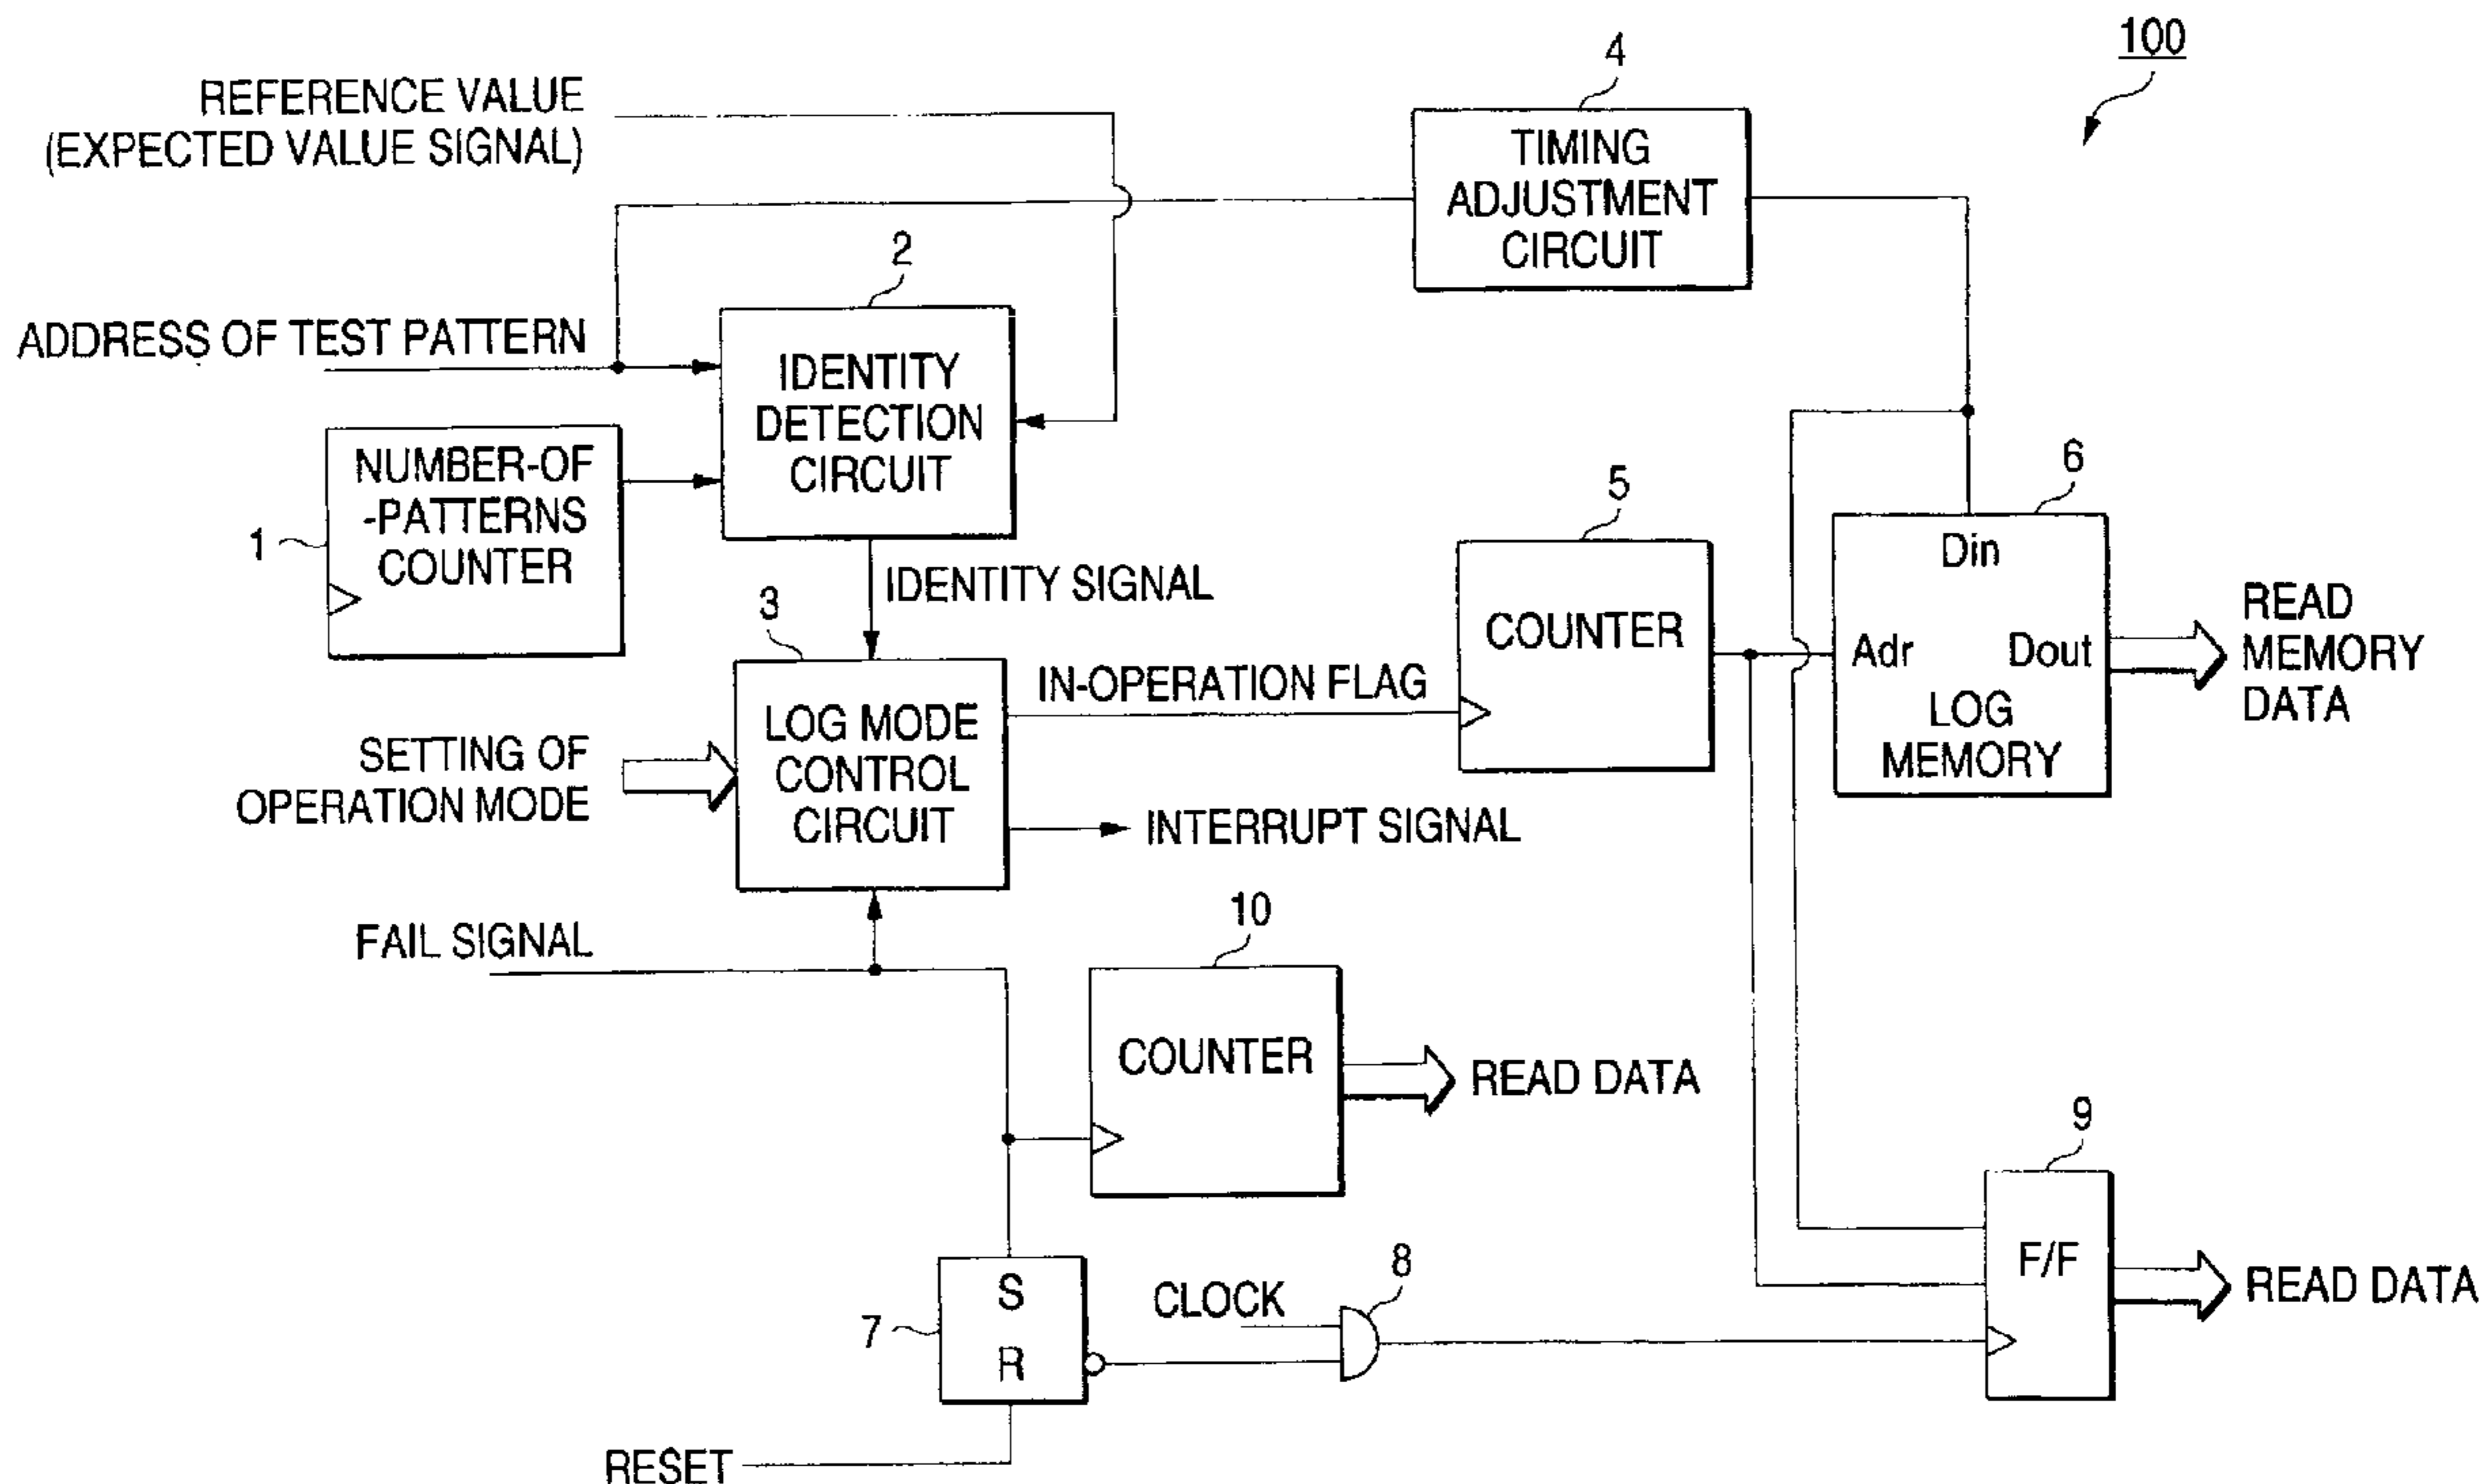 100
4
REFERENCE VALUE
(EXPECTED VALUE SIGNAL)
TIMING
ADJUSTMENT
CIRCUIT
2
ADDRESS OF TEST PATTERN
IDENTITY
DETECTION
CIRCUIT
1
NUMBER-OF
-PATTERNS
COUNTER
IDENTITY SIGNAL
5
COUNTER
6
Din
Adr
Dout
LOG
MEMORY
READ
MEMORY
DATA
3
LOG MODE
CONTROL
CIRCUIT
IN-OPERATION FLAG
SETTING OF
OPERATION MODE
INTERRUPT SIGNAL
FAIL SIGNAL
10
COUNTER
READ DATA
9
F/F
READ DATA
7
S
R
CLOCK
8
RESET